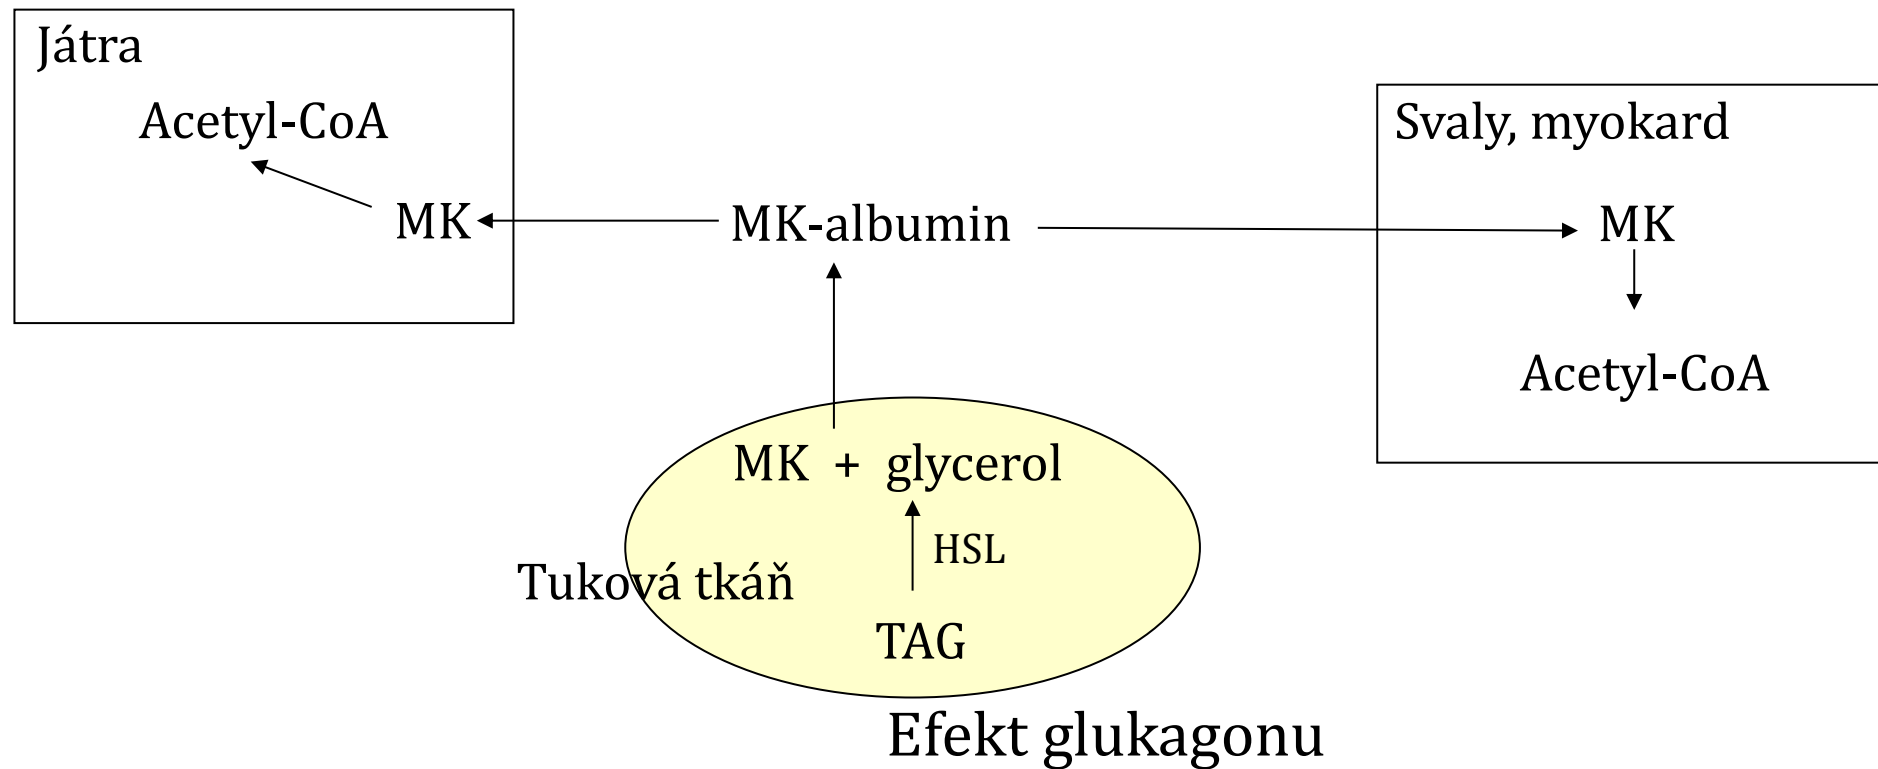 Játra
Acetyl-CoA
Svaly, myokard
MK
MK-albumin
MK
Acetyl-CoA
MK + glycerol
HSL
Tuková tkáň
TAG
Efekt glukagonu